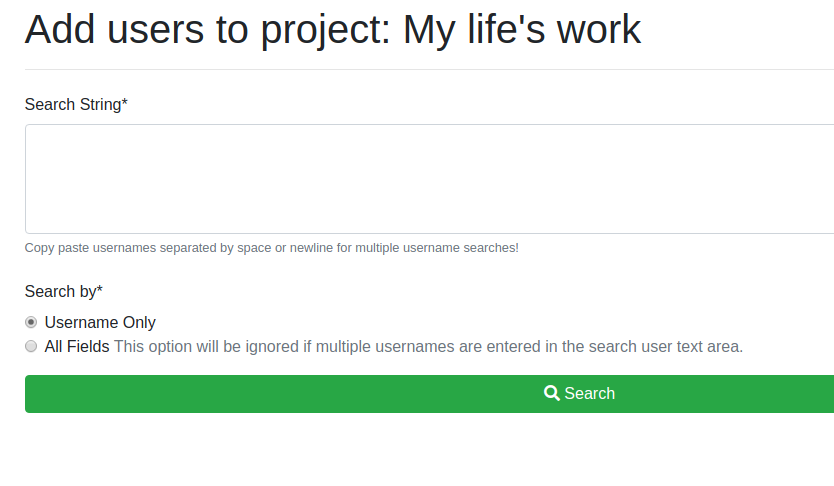 Add users to project: My life's work
Search String*
Copy paste usernames separated by space or newline for multiple username searches!
Search by*
Username Only
All Fields This option will be ignored if multiple usernames are entered in the search user text area.
Search